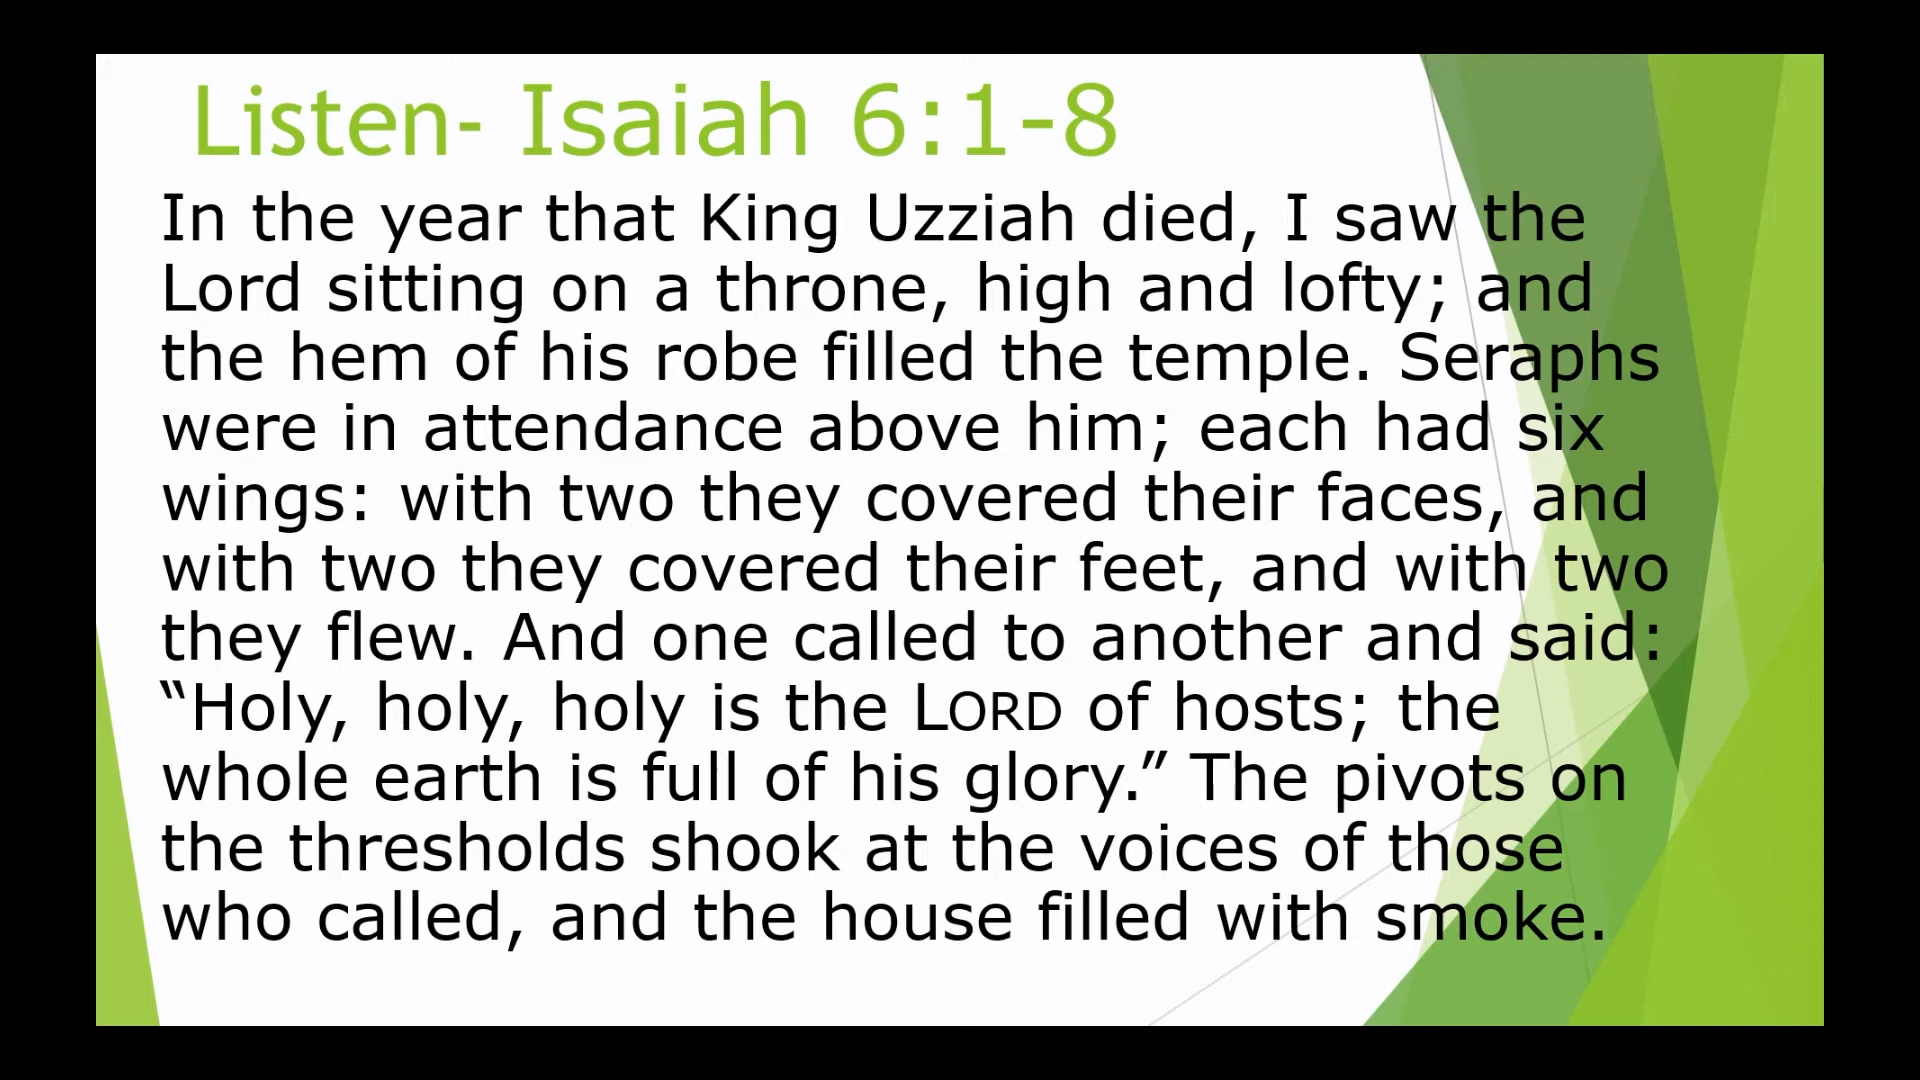 Listen- Isaiah 6:1-8
In the year that King Uzziah died, I saw the
Lord sitting on a throne, high and lofty; and
the hem of his robe filled the temple. Seraphs
were in attendance above him; each had six
wings: with two they covered their faces, and
with two they covered their feet, and with two
they flew. And one called to another and said:
“Holy, holy, holy is the LORD of hosts; the
whole earth is full of his glory.” The pivots on
the thresholds shook at the voices of those
who called, and the house filled with smoke.